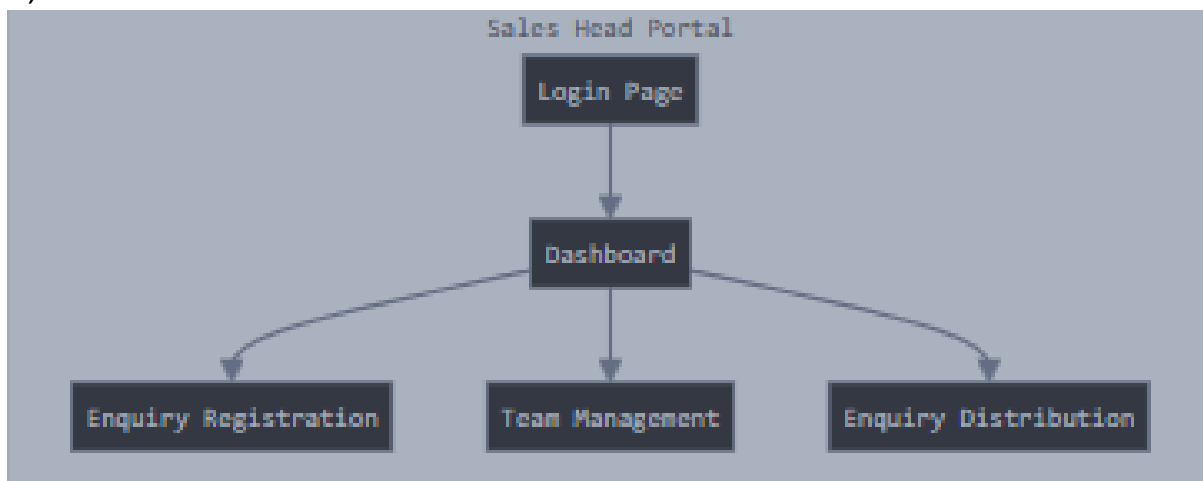 Sales Head Portal
Login Page
Dashboard
Enquiry Registration
Team Management
Enquiry Distribution